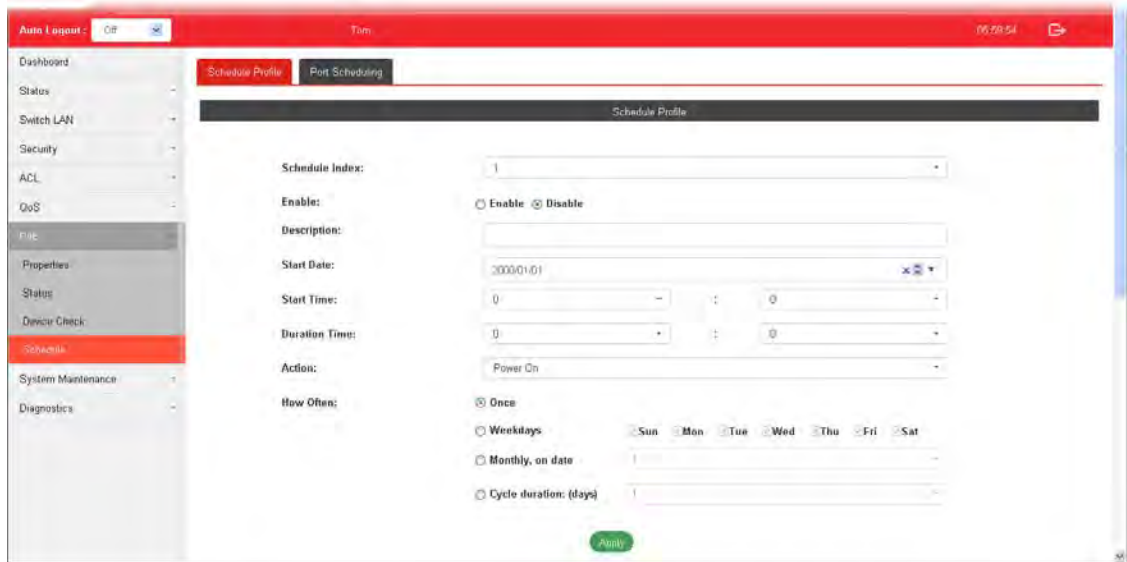 Auto Logout : Off Tom 05:59:54
Dashboard
Status
Switch LAN
Security
ACL
QoS
PoE
Properties
Status
Device Check
Schedule
System Maintenance
Diagnostics
Schedule Profile Port Scheduling
Schedule Profile
Schedule Index: 1
Enable: Enable Disable
Description:
Start Date: 2000/01/01
Start Time: 0 : 0
Duration Time: 0 : 0
Action: Power On
How Often: Once
Weekdays Sun Mon Tue Wed Thu Fri Sat
Monthly, on date 1
Cycle duration: (days) 1
Apply